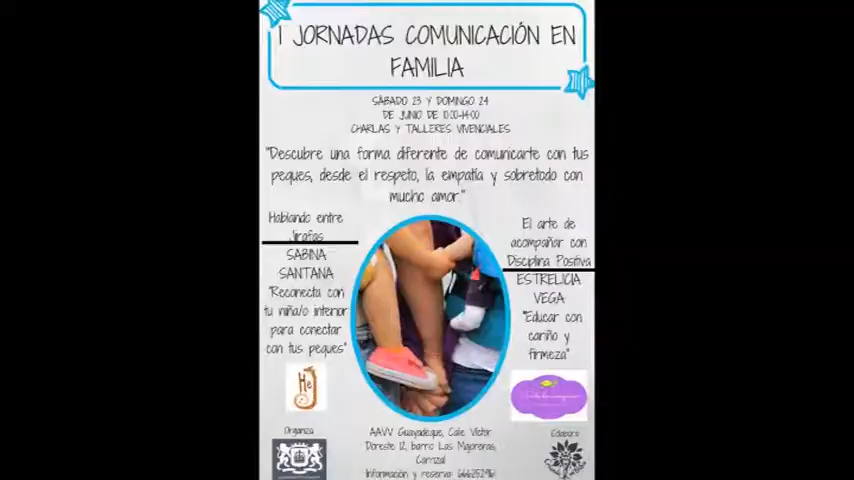 I JORNADAS COMUNICACIÓN EN
FAMILIA
SÁBADO 23 Y DOMINGO 24
DE JUNIO DE 10:00-14:00
CHARLAS Y TALLERES VIVENCIALES
"Descubre una forma diferente de comunicarte con tus
peques, desde el respeto, la empatía y sobretodo con
mucho amor."
Hablando entre
Jirafas
SABINA
SANTANA
"Reconecta con
tu niña/o interior
para conectar
con tus peques"
HeJ
El arte de
acompañar con
Disciplina Positiva
ESTRELICIA
VEGA
"Educar con
cariño y
firmeza"
Organiza
AAVV Guayadeque, Calle Víctor
Doreste 12, barrio Las Majoreras,
Carrizal
Información y reserva:
Colabora